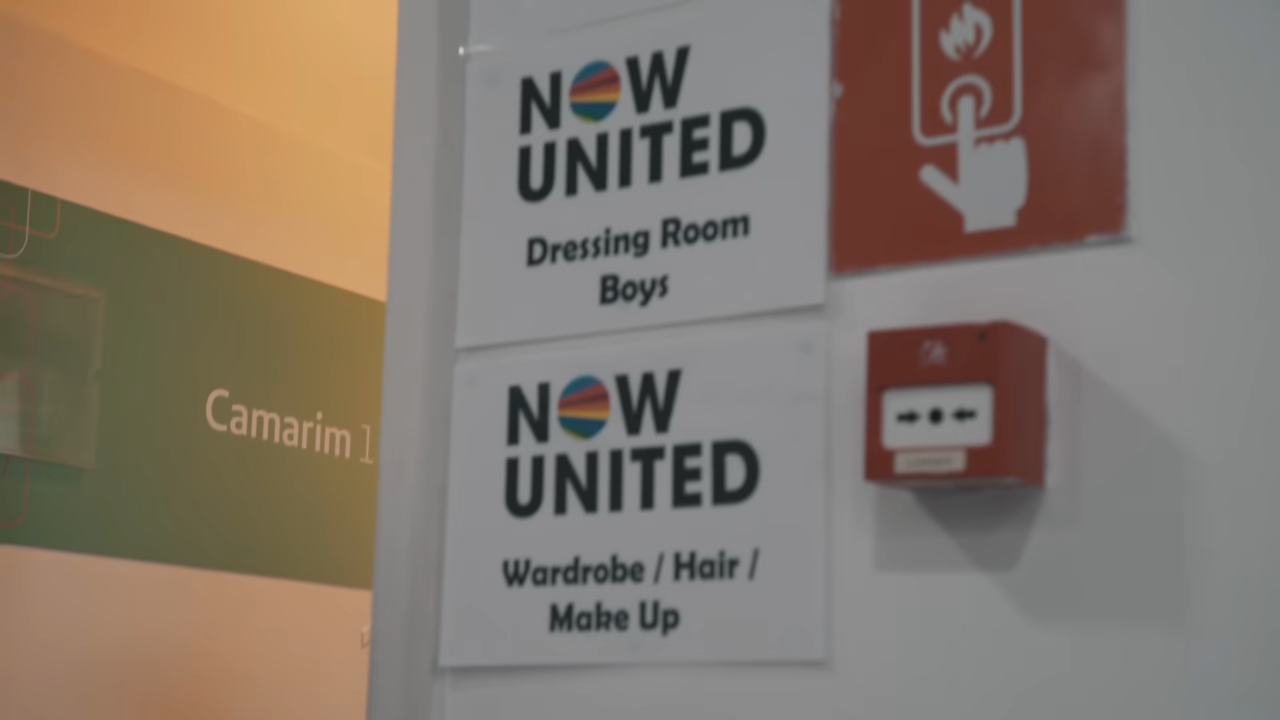 Camarim 1
NOW
UNITED
Dressing Room
Boys
NOW
UNITED
Wardrobe / Hair /
Make Up